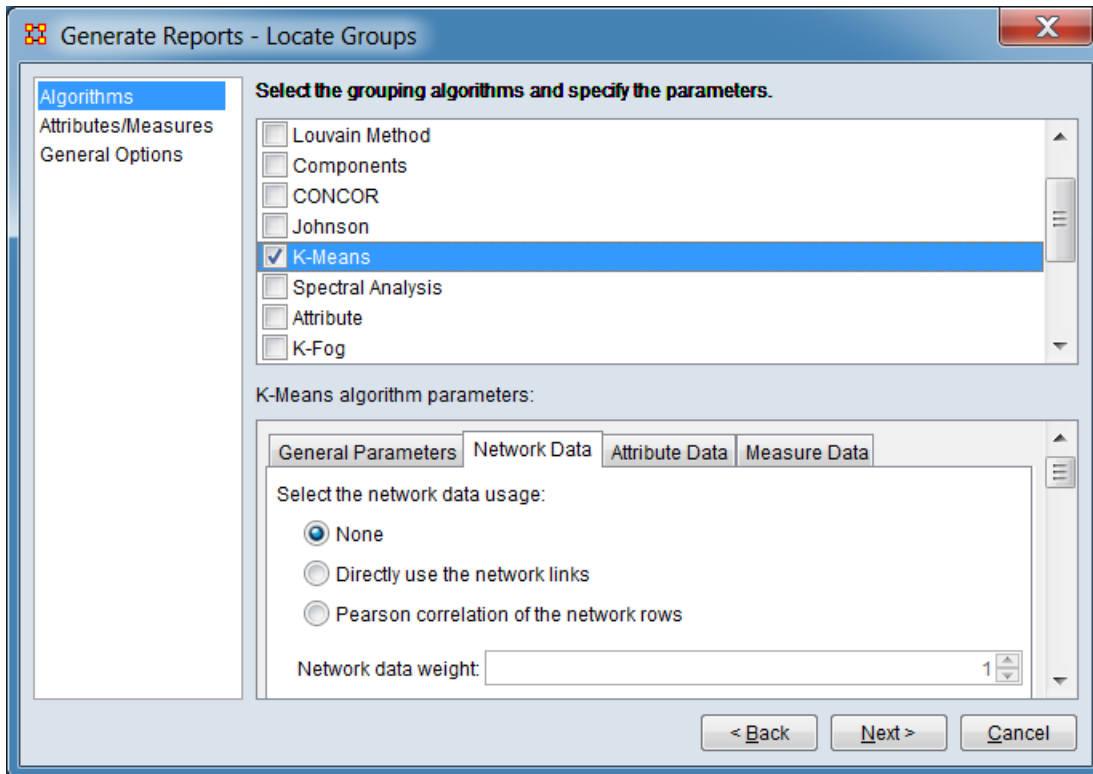 Generate Reports - Locate Groups
X
Algorithms
Attributes/Measures
General Options
Select the grouping algorithms and specify the parameters.
Louvain Method
Components
CONCOR
Johnson
K-Means
Spectral Analysis
Attribute
K-Fog
K-Means algorithm parameters:
General Parameters Network Data Attribute Data Measure Data
Select the network data usage:
None
Directly use the network links
Pearson correlation of the network rows
Network data weight: 1
< Back Next > Cancel